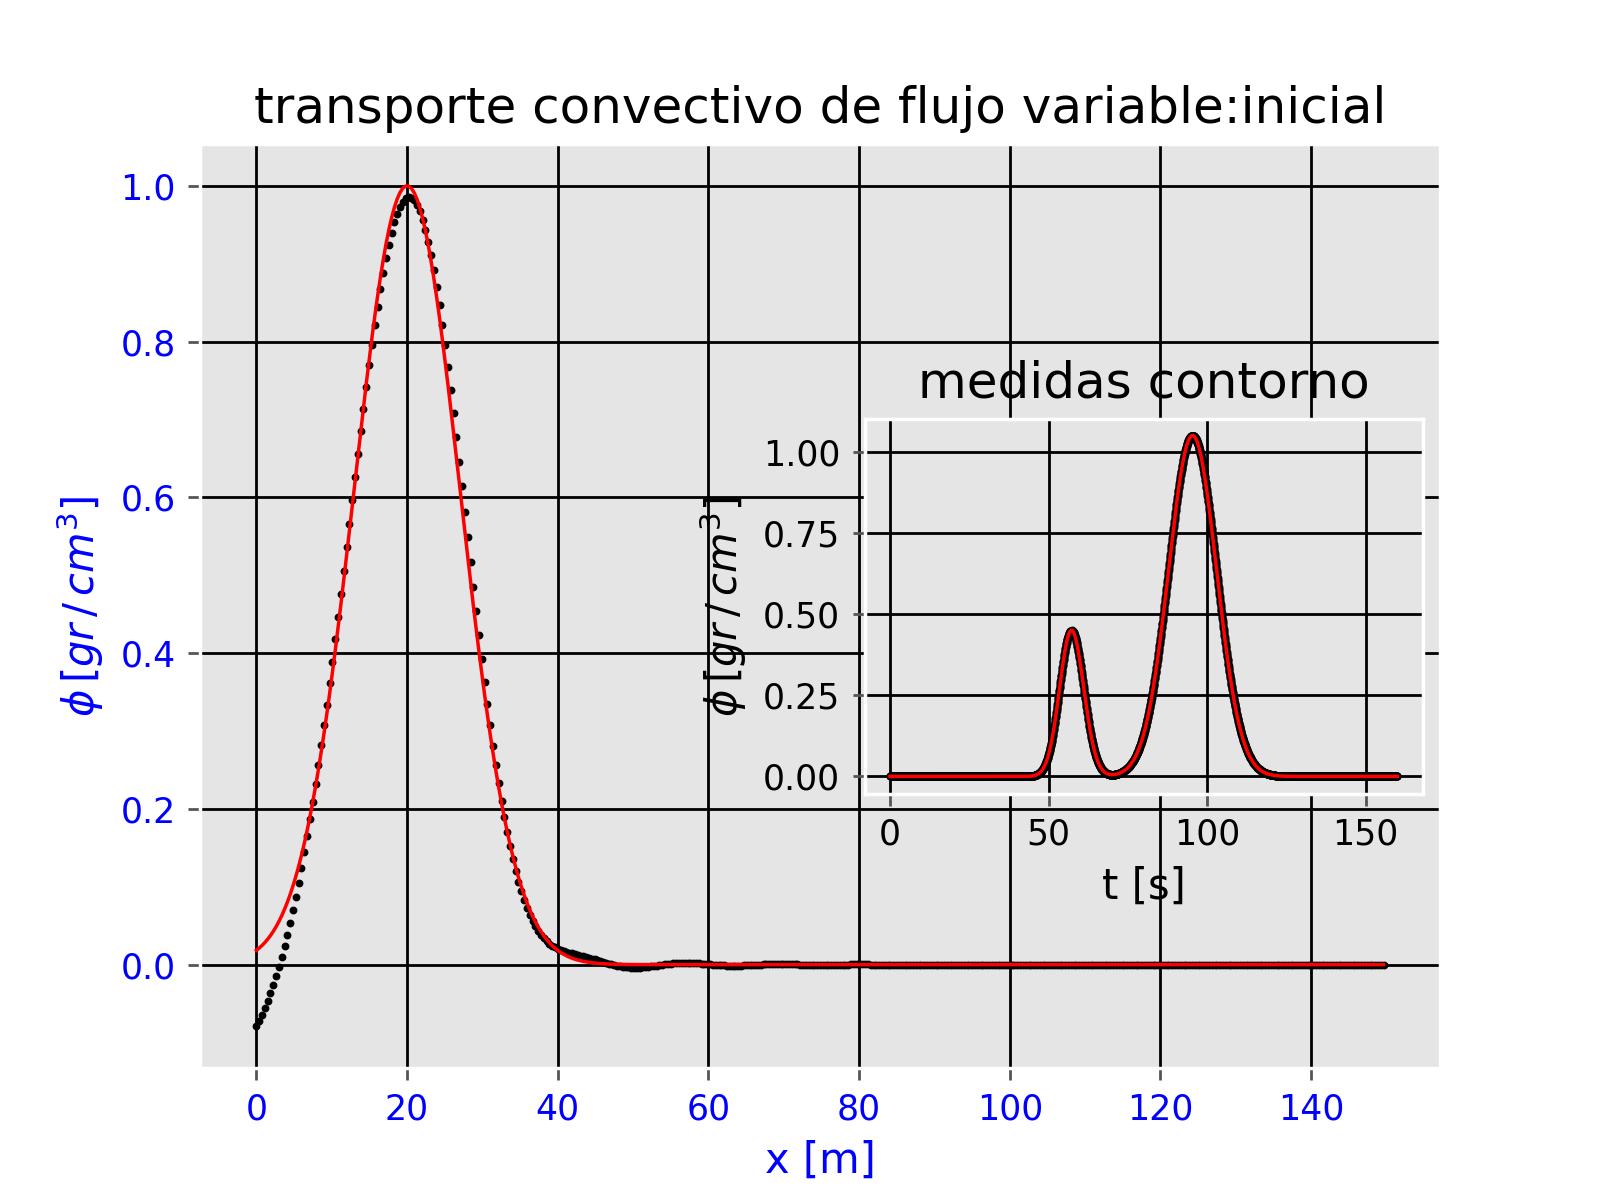 transporte convectivo de flujo variable:inicial
1.0
0.8
0.6
0.4
0.2
0.0
ϕ [gr/cm³]
0 20 40 60 80 100 120 140
x [m]
medidas contorno
1.00
0.75
0.50
0.25
0.00
ϕ [gr/cm³]
0 50 100 150
t [s]